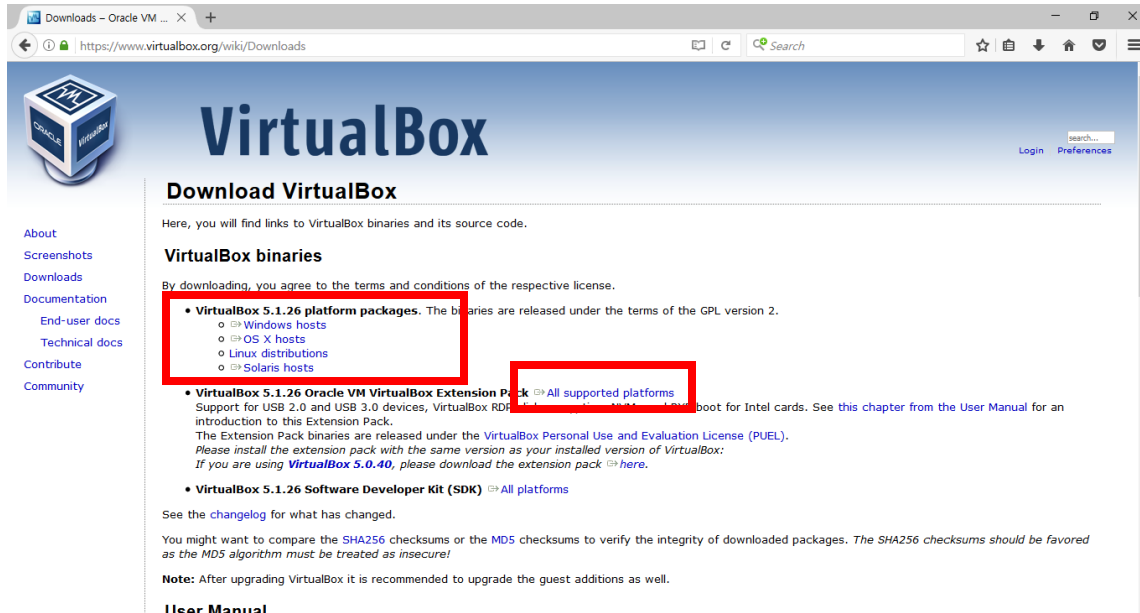 Downloads – Oracle VM ...
https://www.virtualbox.org/wiki/Downloads
Search
ORACLE
VirtualBox
VirtualBox
search...
Login Preferences
Download VirtualBox
Here, you will find links to VirtualBox binaries and its source code.
About
Screenshots
Downloads
Documentation
End-user docs
Technical docs
Contribute
Community
VirtualBox binaries
By downloading, you agree to the terms and conditions of the respective license.
VirtualBox 5.1.26 platform packages. The binaries are released under the terms of the GPL version 2.
Windows hosts
OS X hosts
Linux distributions
Solaris hosts
VirtualBox 5.1.26 Oracle VM VirtualBox Extension Pack All supported platforms
Support for USB 2.0 and USB 3.0 devices, VirtualBox RDP, boot for Intel cards. See this chapter from the User Manual for an
introduction to this Extension Pack.
The Extension Pack binaries are released under the VirtualBox Personal Use and Evaluation License (PUEL).
Please install the extension pack with the same version as your installed version of VirtualBox:
If you are using VirtualBox 5.0.40, please download the extension pack here.
VirtualBox 5.1.26 Software Developer Kit (SDK) All platforms
See the changelog for what has changed.
You might want to compare the SHA256 checksums or the MD5 checksums to verify the integrity of downloaded packages. The SHA256 checksums should be favored
as the MD5 algorithm must be treated as insecure!
Note: After upgrading VirtualBox it is recommended to upgrade the guest additions as well.
User Manual